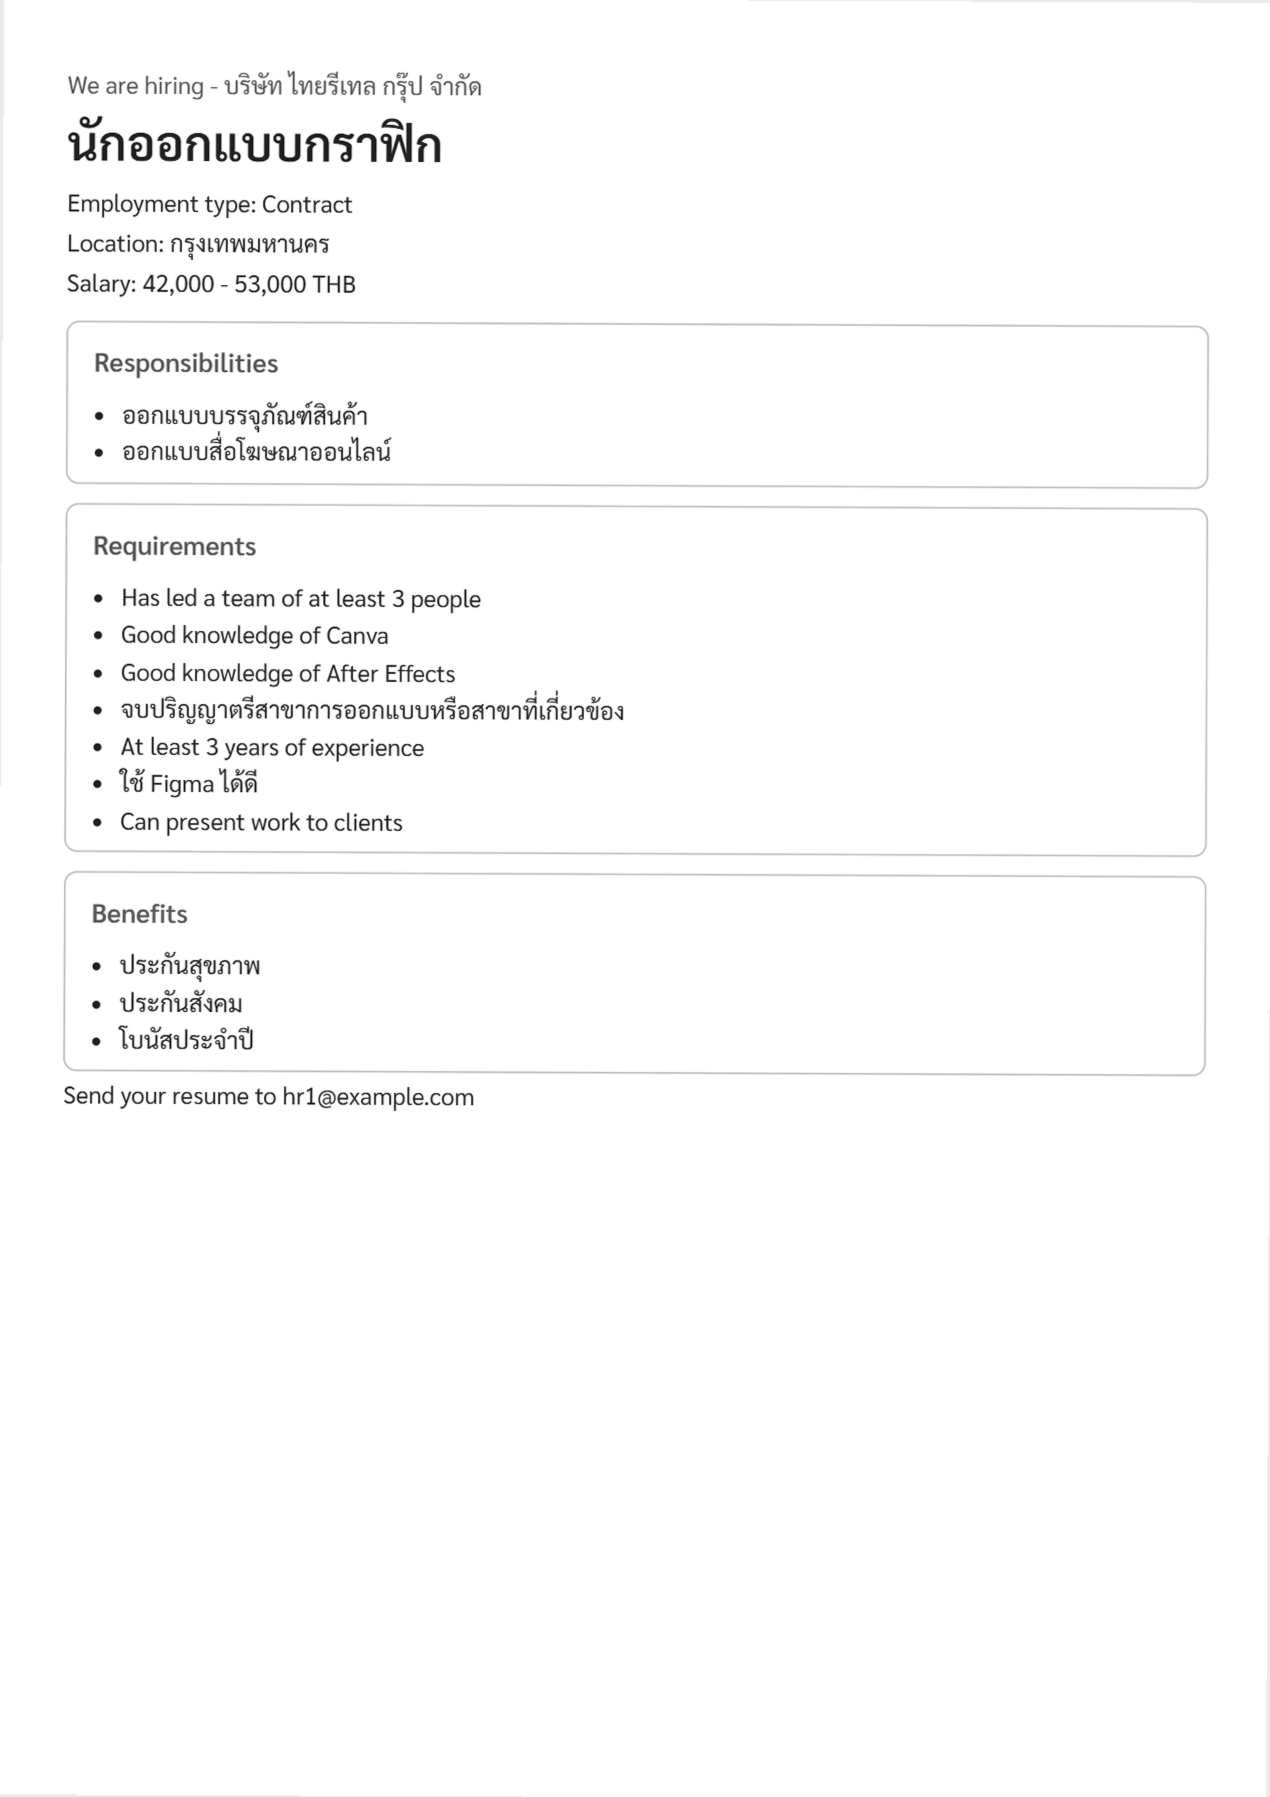 We are hiring - บริษัท ไทยรีเทล กรุ๊ป จำกัด
นักออกแบบกราฟิก
Employment type: Contract
Location: กรุงเทพมหานคร
Salary: 42,000 - 53,000 THB
Responsibilities
• ออกแบบบรรจุภัณฑ์สินค้า
• ออกแบบสื่อโฆษณาออนไลน์
Requirements
• Has led a team of at least 3 people
• Good knowledge of Canva
• Good knowledge of After Effects
• จบปริญญาตรีสาขาการออกแบบหรือสาขาที่เกี่ยวข้อง
• At least 3 years of experience
• ใช้ Figma ได้ดี
• Can present work to clients
Benefits
• ประกันสุขภาพ
• ประกันสังคม
• โบนัสประจำปี
Send your resume to hr1@example.com